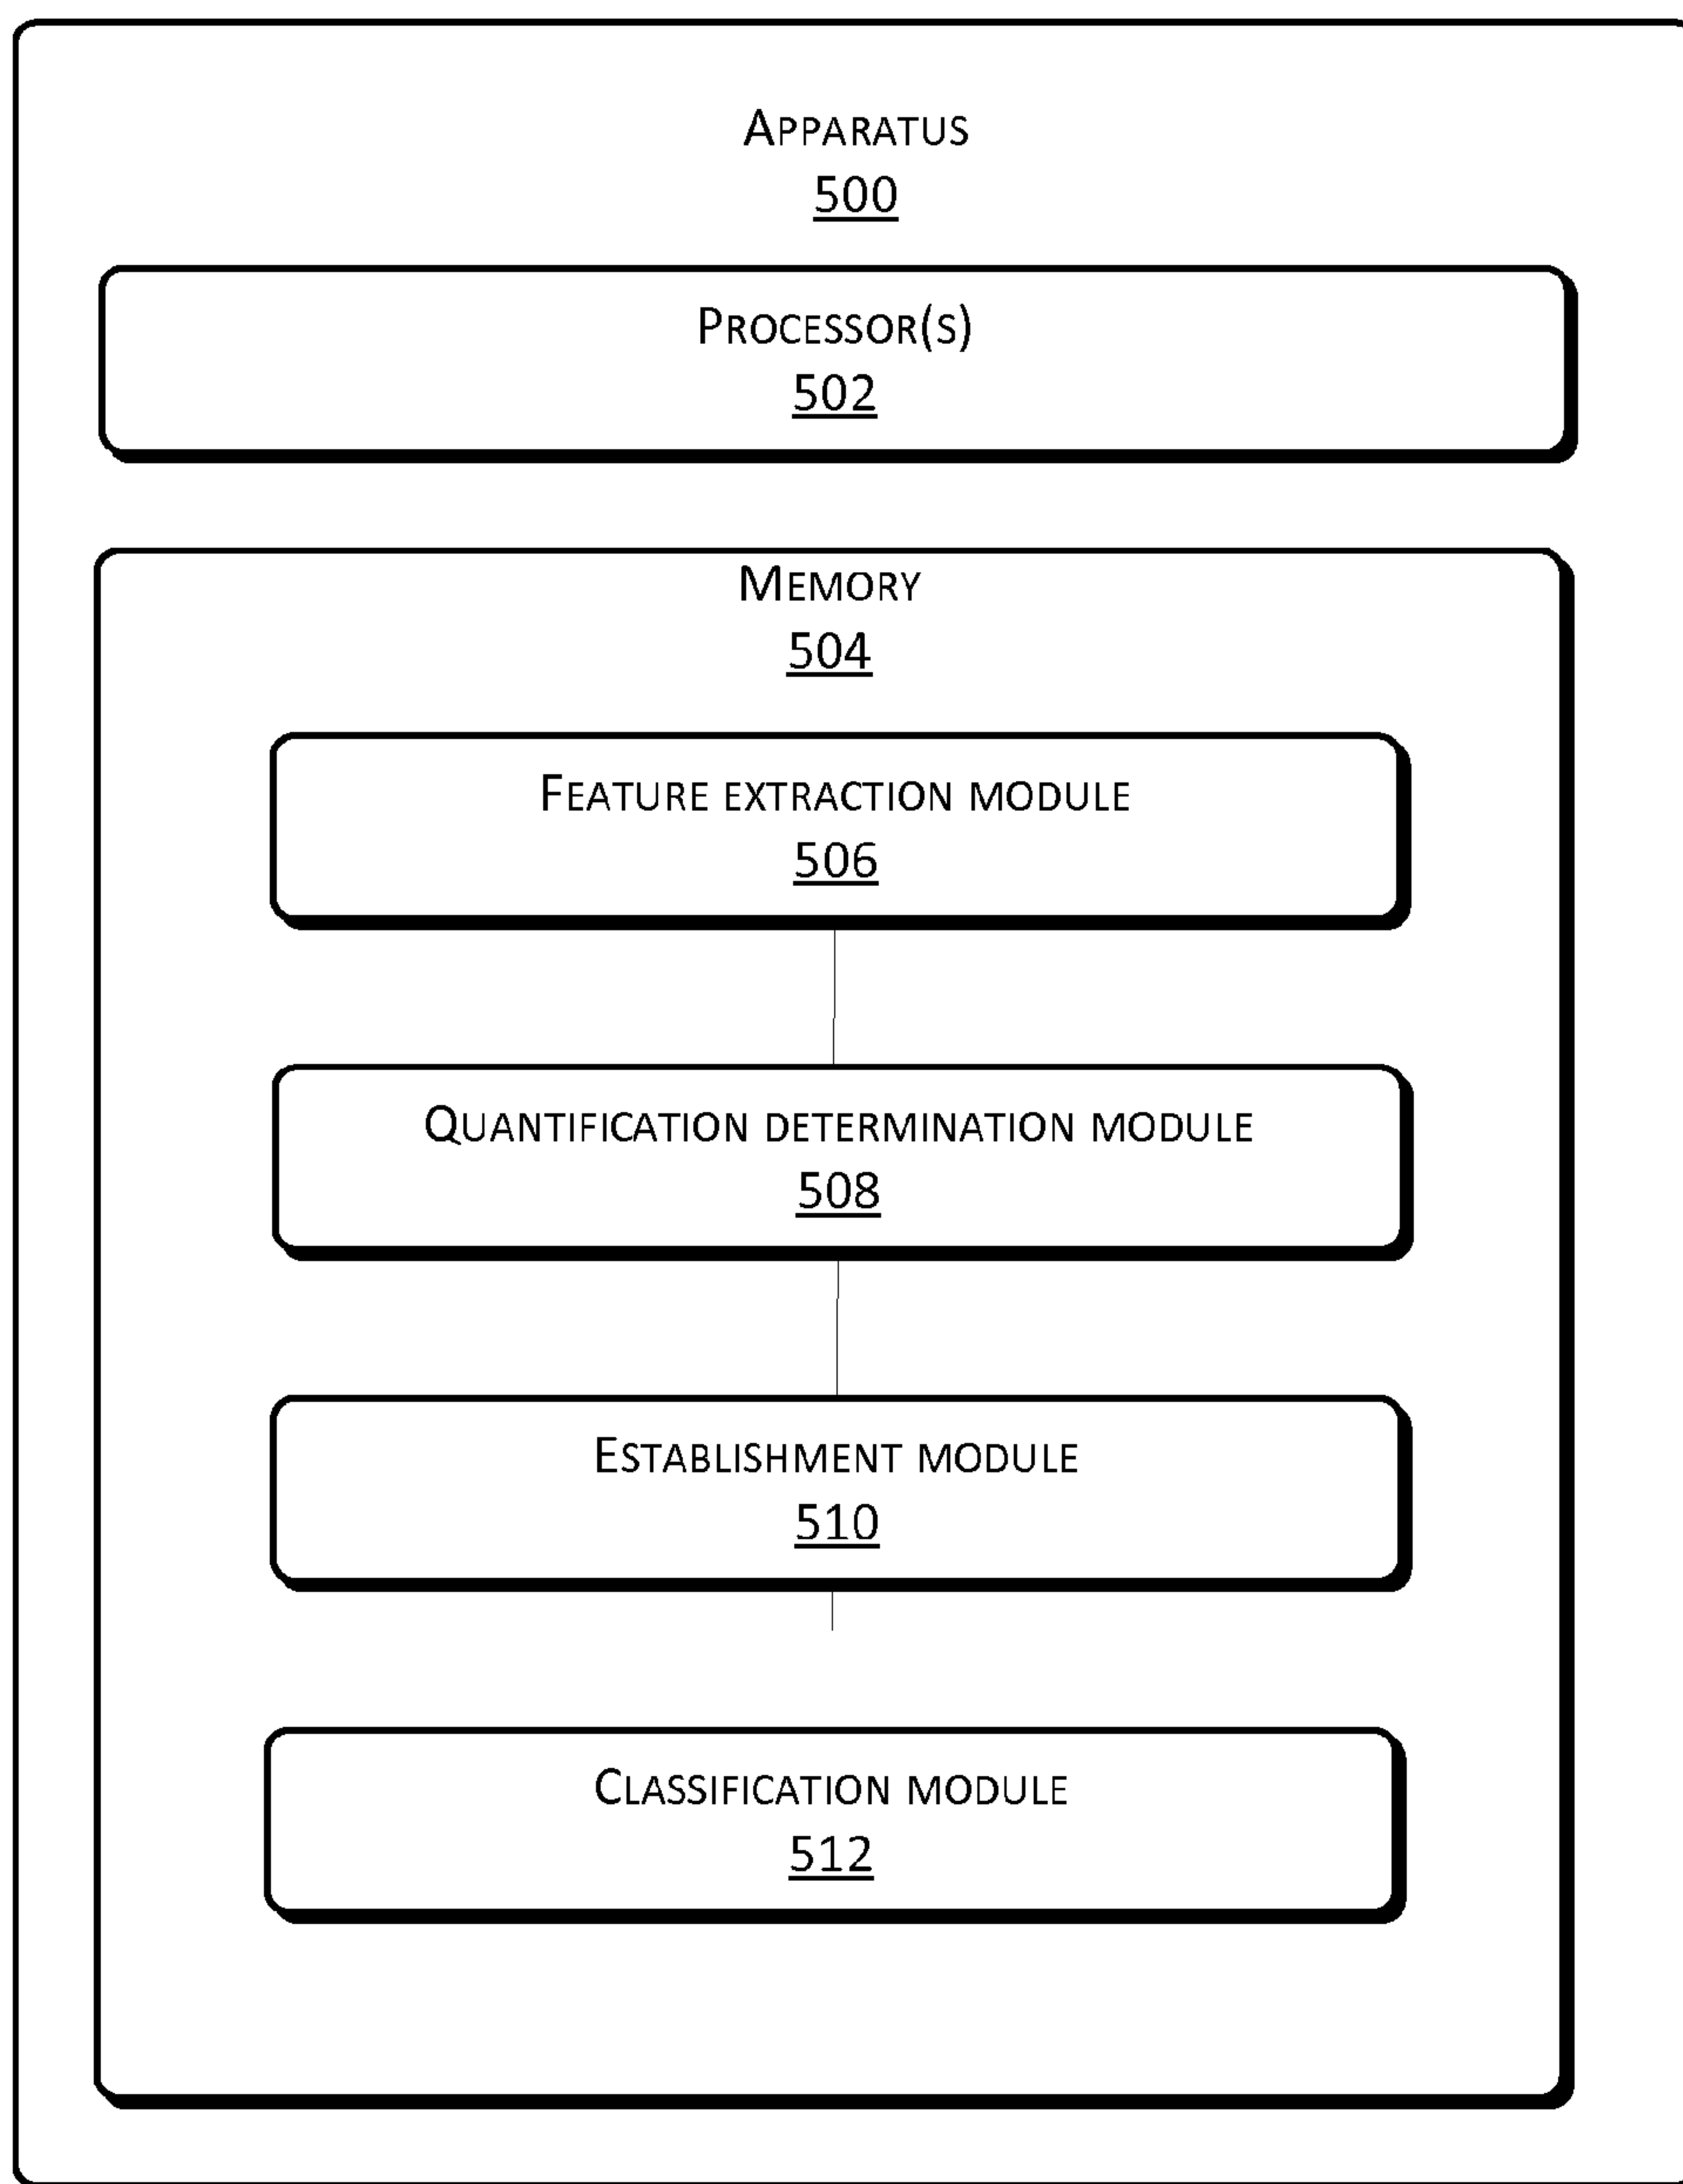 APPARATUS
500
PROCESSOR(S)
502
MEMORY
504
FEATURE EXTRACTION MODULE
506
QUANTIFICATION DETERMINATION MODULE
508
ESTABLISHMENT MODULE
510
CLASSIFICATION MODULE
512